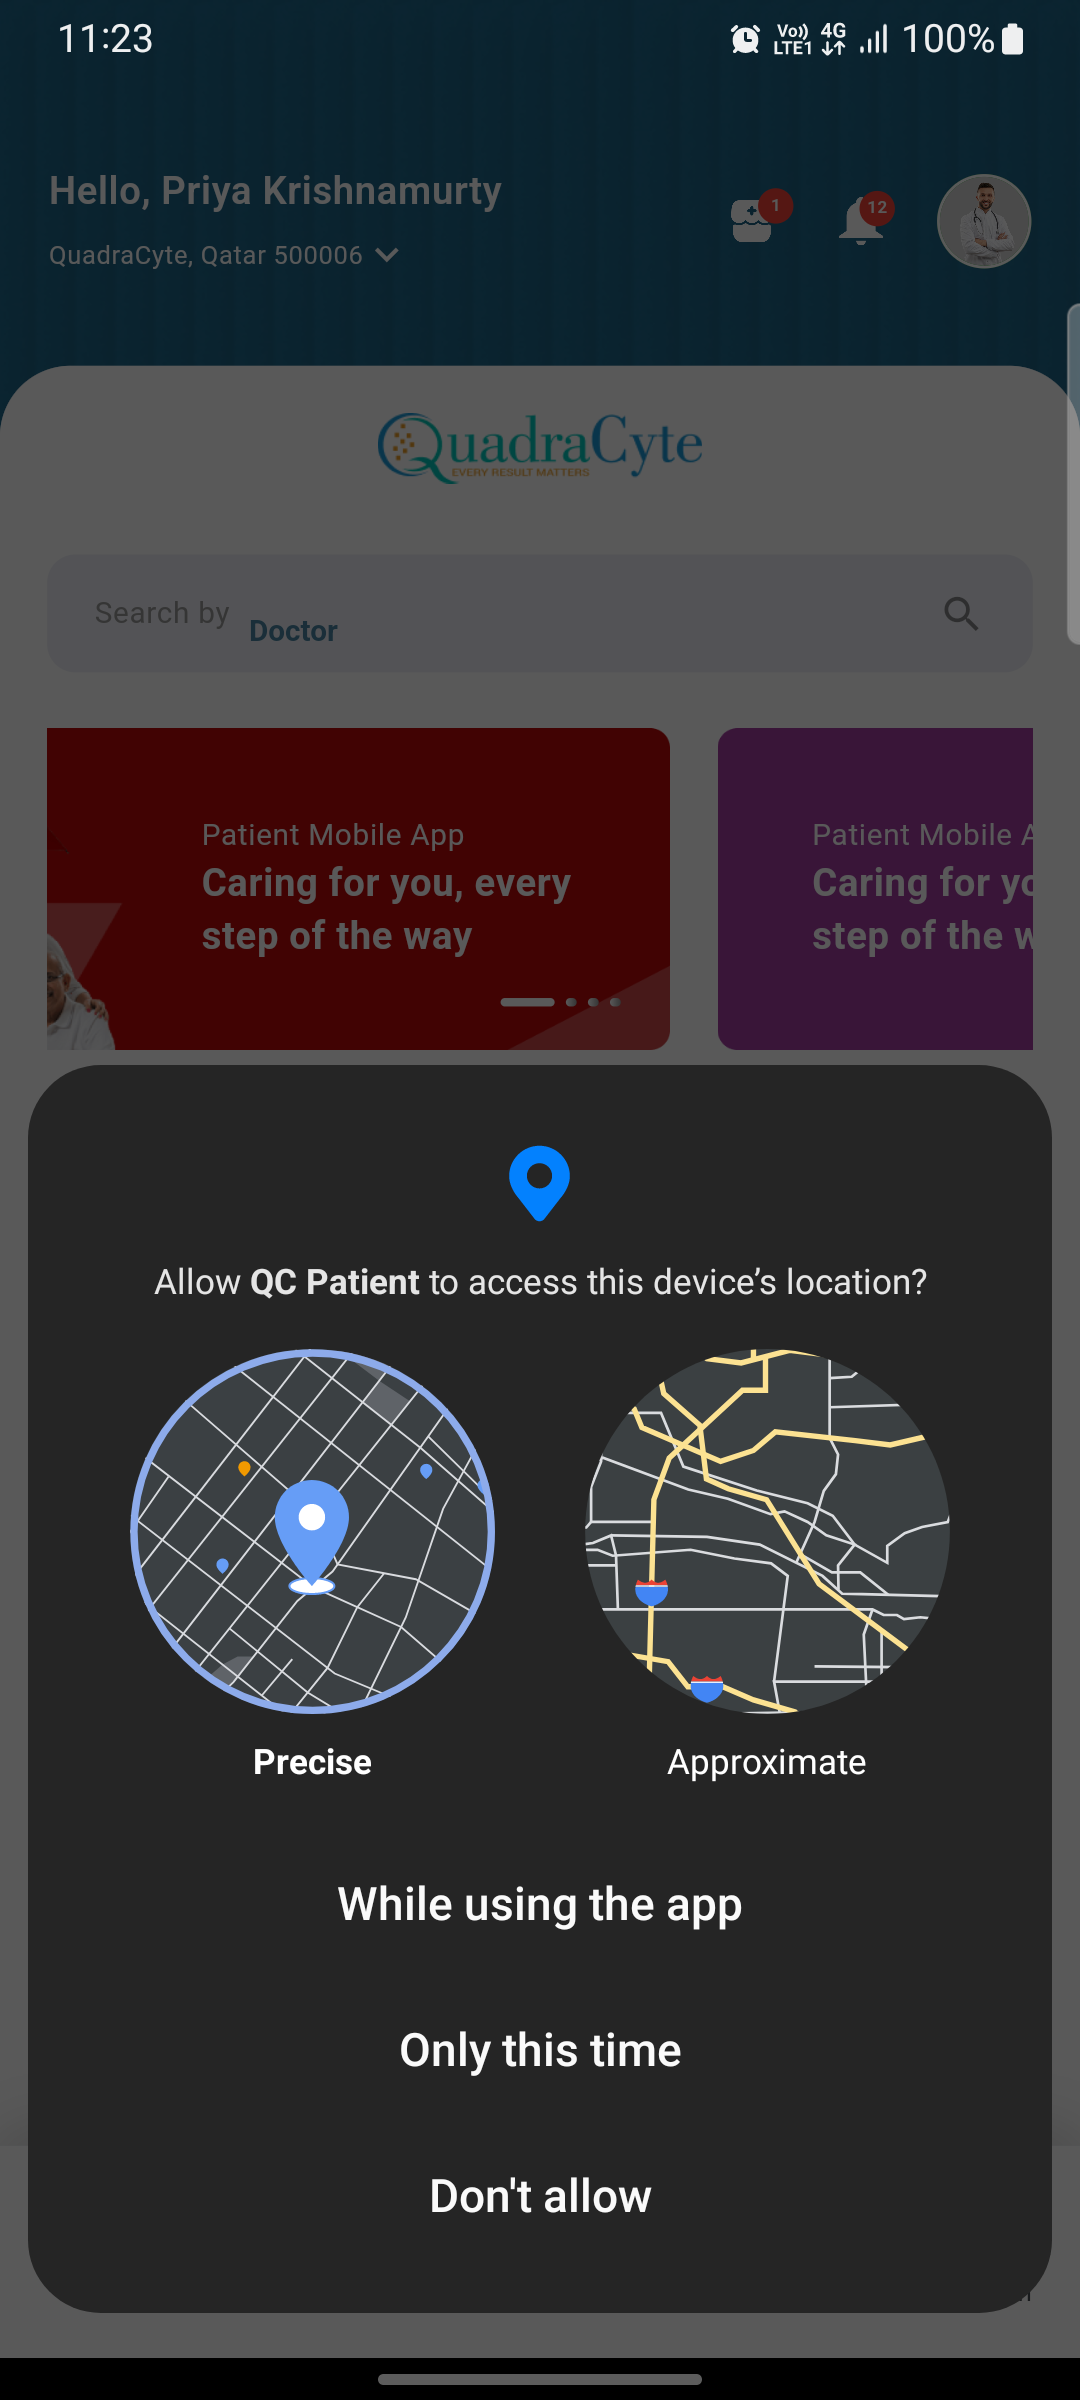 11:23
Vo)) LTE1 4G 100%
Hello, Priya Krishnamurty
1
12
QuadraCyte, Qatar 500006
QuadraCyte
EVERY RESULT MATTERS
Search by
Doctor
Patient Mobile App
Caring for you, every
step of the way
Patient Mobile A
Caring for yo
step of the w
Allow QC Patient to access this device’s location?
Precise
Approximate
While using the app
Only this time
Don't allow